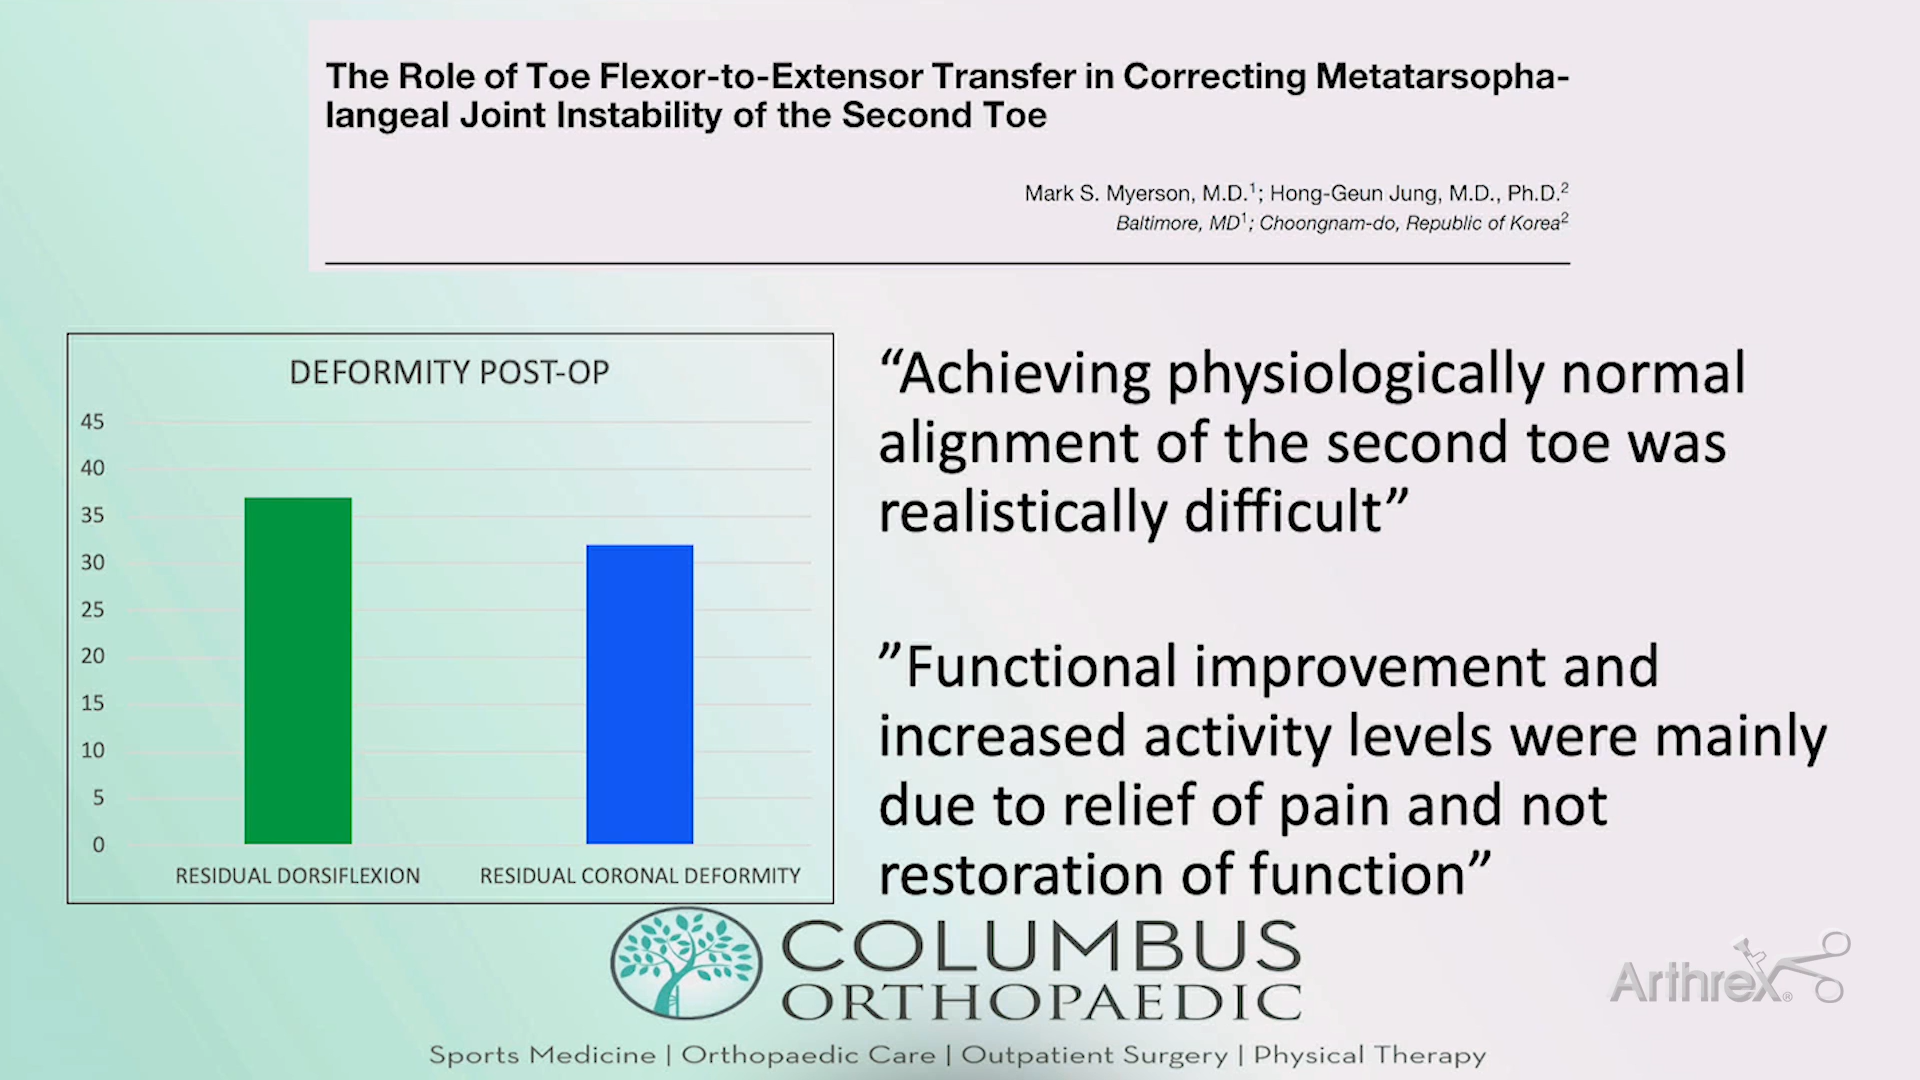 The Role of Toe Flexor-to-Extensor Transfer in Correcting Metatarsopha-
langeal Joint Instability of the Second Toe
Mark S. Myerson, M.D.¹; Hong-Geun Jung, M.D., Ph.D.²
Baltimore, MD¹; Choongnam-do, Republic of Korea²
DEFORMITY POST-OP
45
40
35
30
25
20
15
10
5
0
RESIDUAL DORSIFLEXION
RESIDUAL CORONAL DEFORMITY
“Achieving physiologically normal
alignment of the second toe was
realistically difficult”
”Functional improvement and
increased activity levels were mainly
due to relief of pain and not
restoration of function”
COLUMBUS
ORTHOPAEDIC
Sports Medicine | Orthopaedic Care | Outpatient Surgery | Physical Therapy
Arthrex®